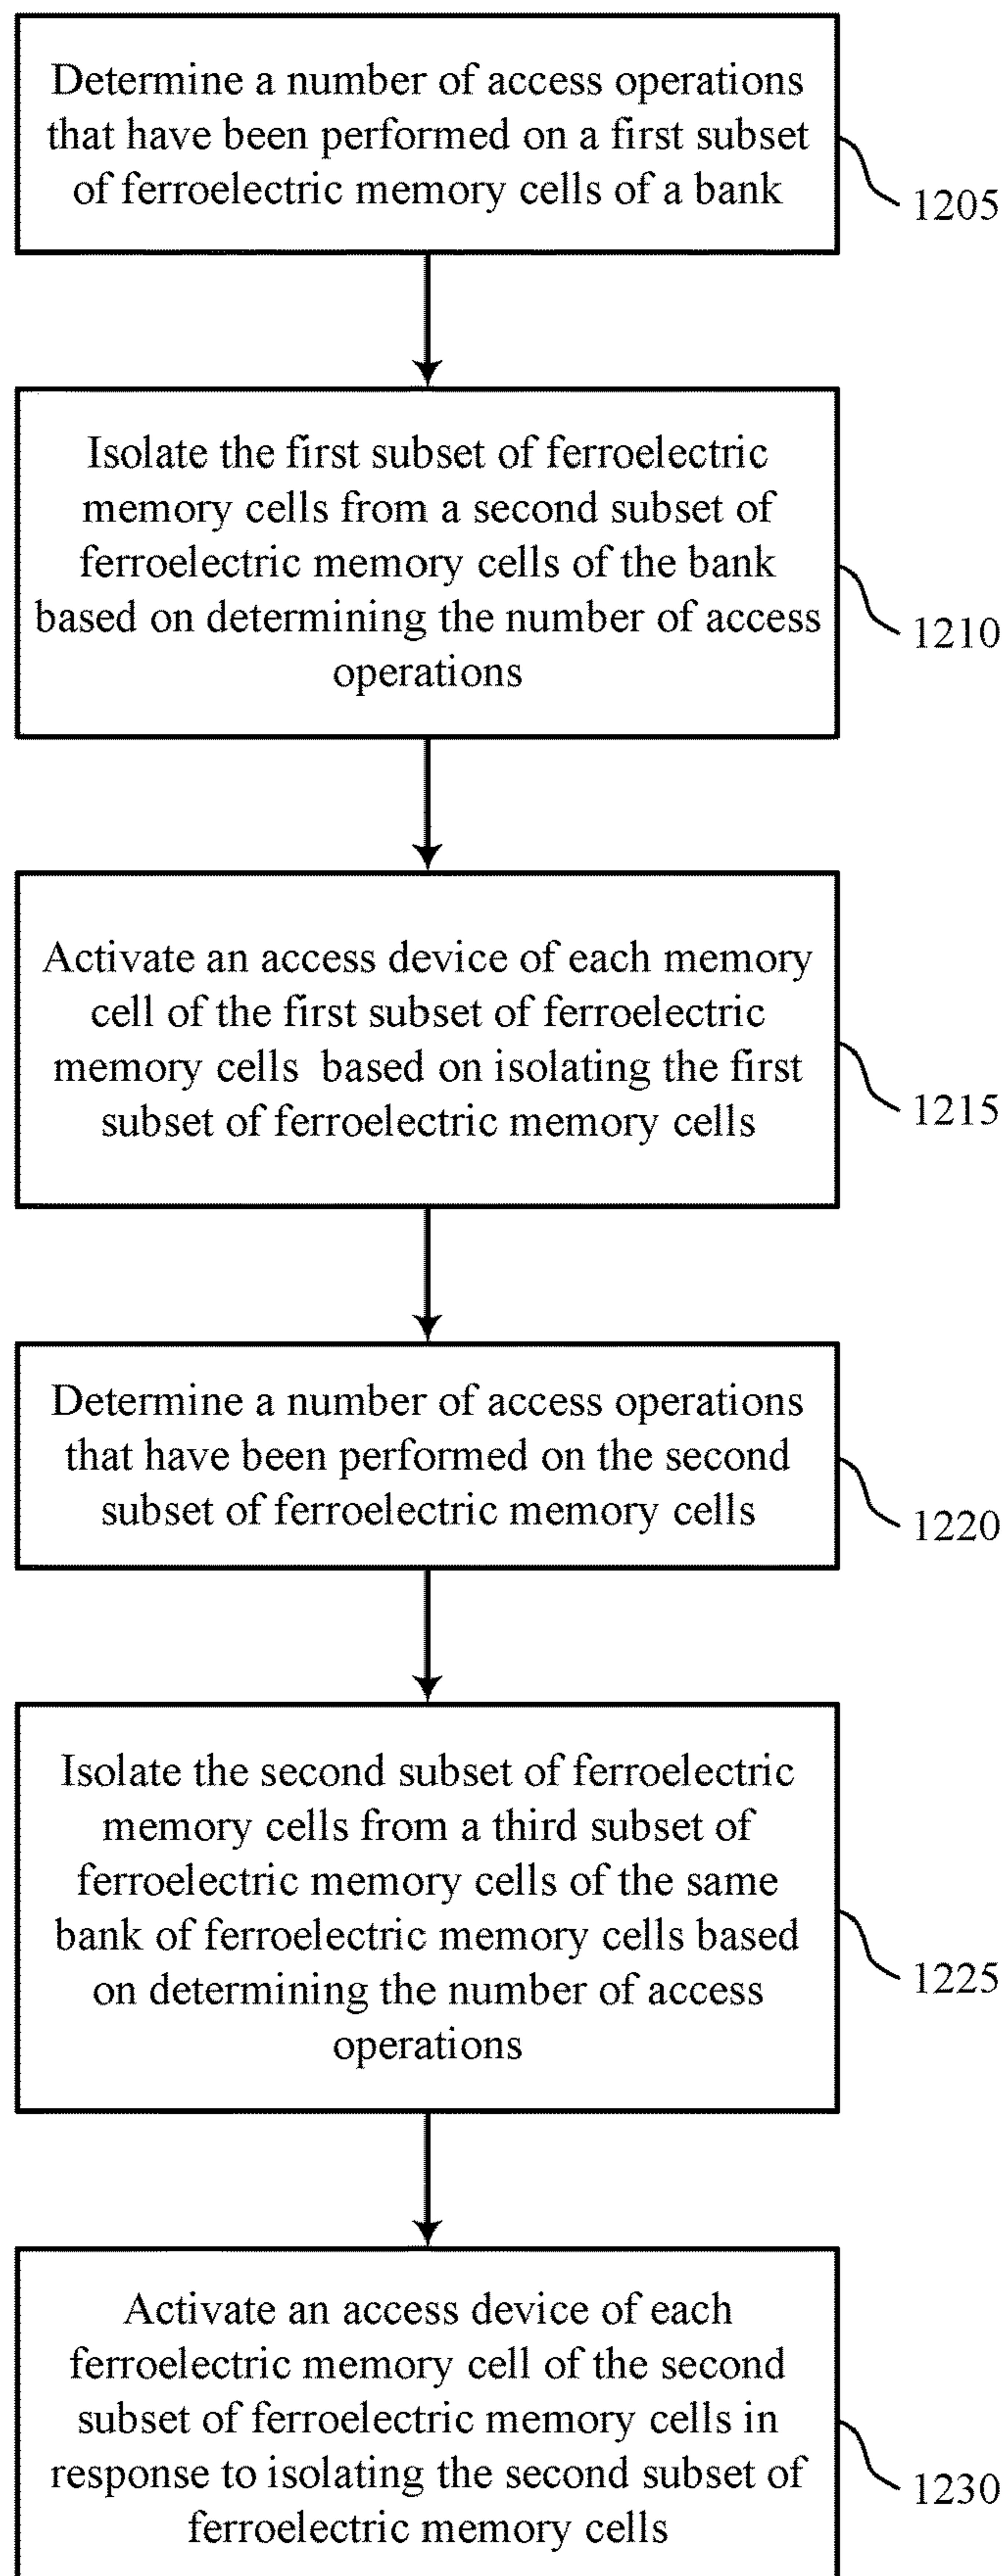 Determine a number of access operations
that have been performed on a first subset
of ferroelectric memory cells of a bank
1205
Isolate the first subset of ferroelectric
memory cells from a second subset of
ferroelectric memory cells of the bank
based on determining the number of access
operations
1210
Activate an access device of each memory
cell of the first subset of ferroelectric
memory cells  based on isolating the first
subset of ferroelectric memory cells
1215
Determine a number of access operations
that have been performed on the second
subset of ferroelectric memory cells
1220
Isolate the second subset of ferroelectric
memory cells from a third subset of
ferroelectric memory cells of the same
bank of ferroelectric memory cells based
on determining the number of access
operations
1225
Activate an access device of each
ferroelectric memory cell of the second
subset of ferroelectric memory cells in
response to isolating the second subset of
ferroelectric memory cells
1230